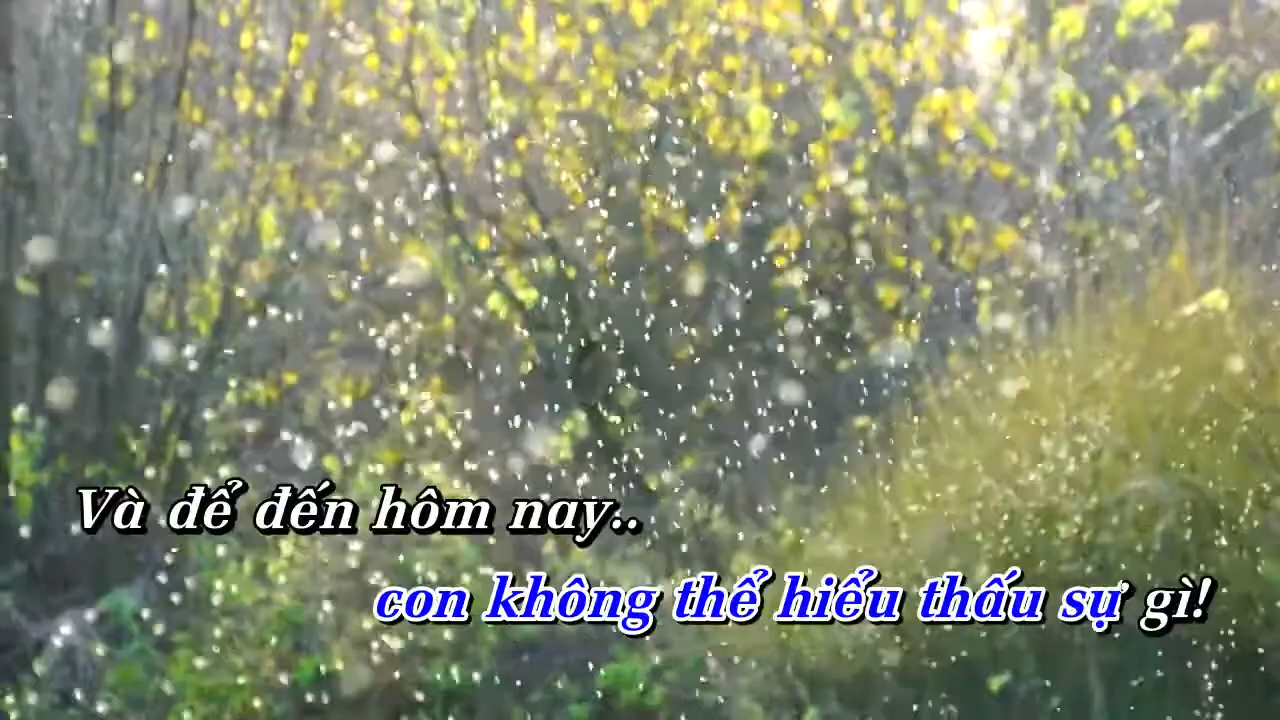 Và để đến hôm nay..
con không thể hiểu thấu sự gì!